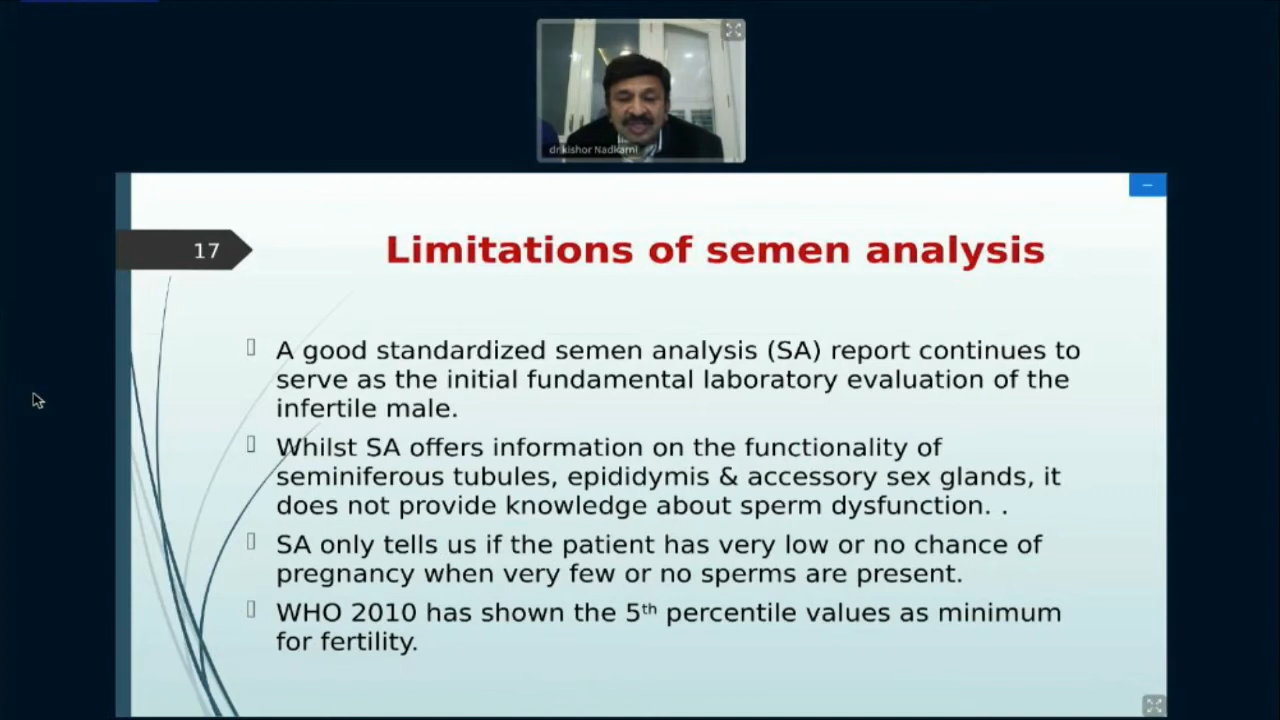 dr.kishor Nadkarni
17
Limitations of semen analysis
A good standardized semen analysis (SA) report continues to
serve as the initial fundamental laboratory evaluation of the
infertile male.
Whilst SA offers information on the functionality of
seminiferous tubules, epididymis & accessory sex glands, it
does not provide knowledge about sperm dysfunction. .
SA only tells us if the patient has very low or no chance of
pregnancy when very few or no sperms are present.
WHO 2010 has shown the 5th percentile values as minimum
for fertility.